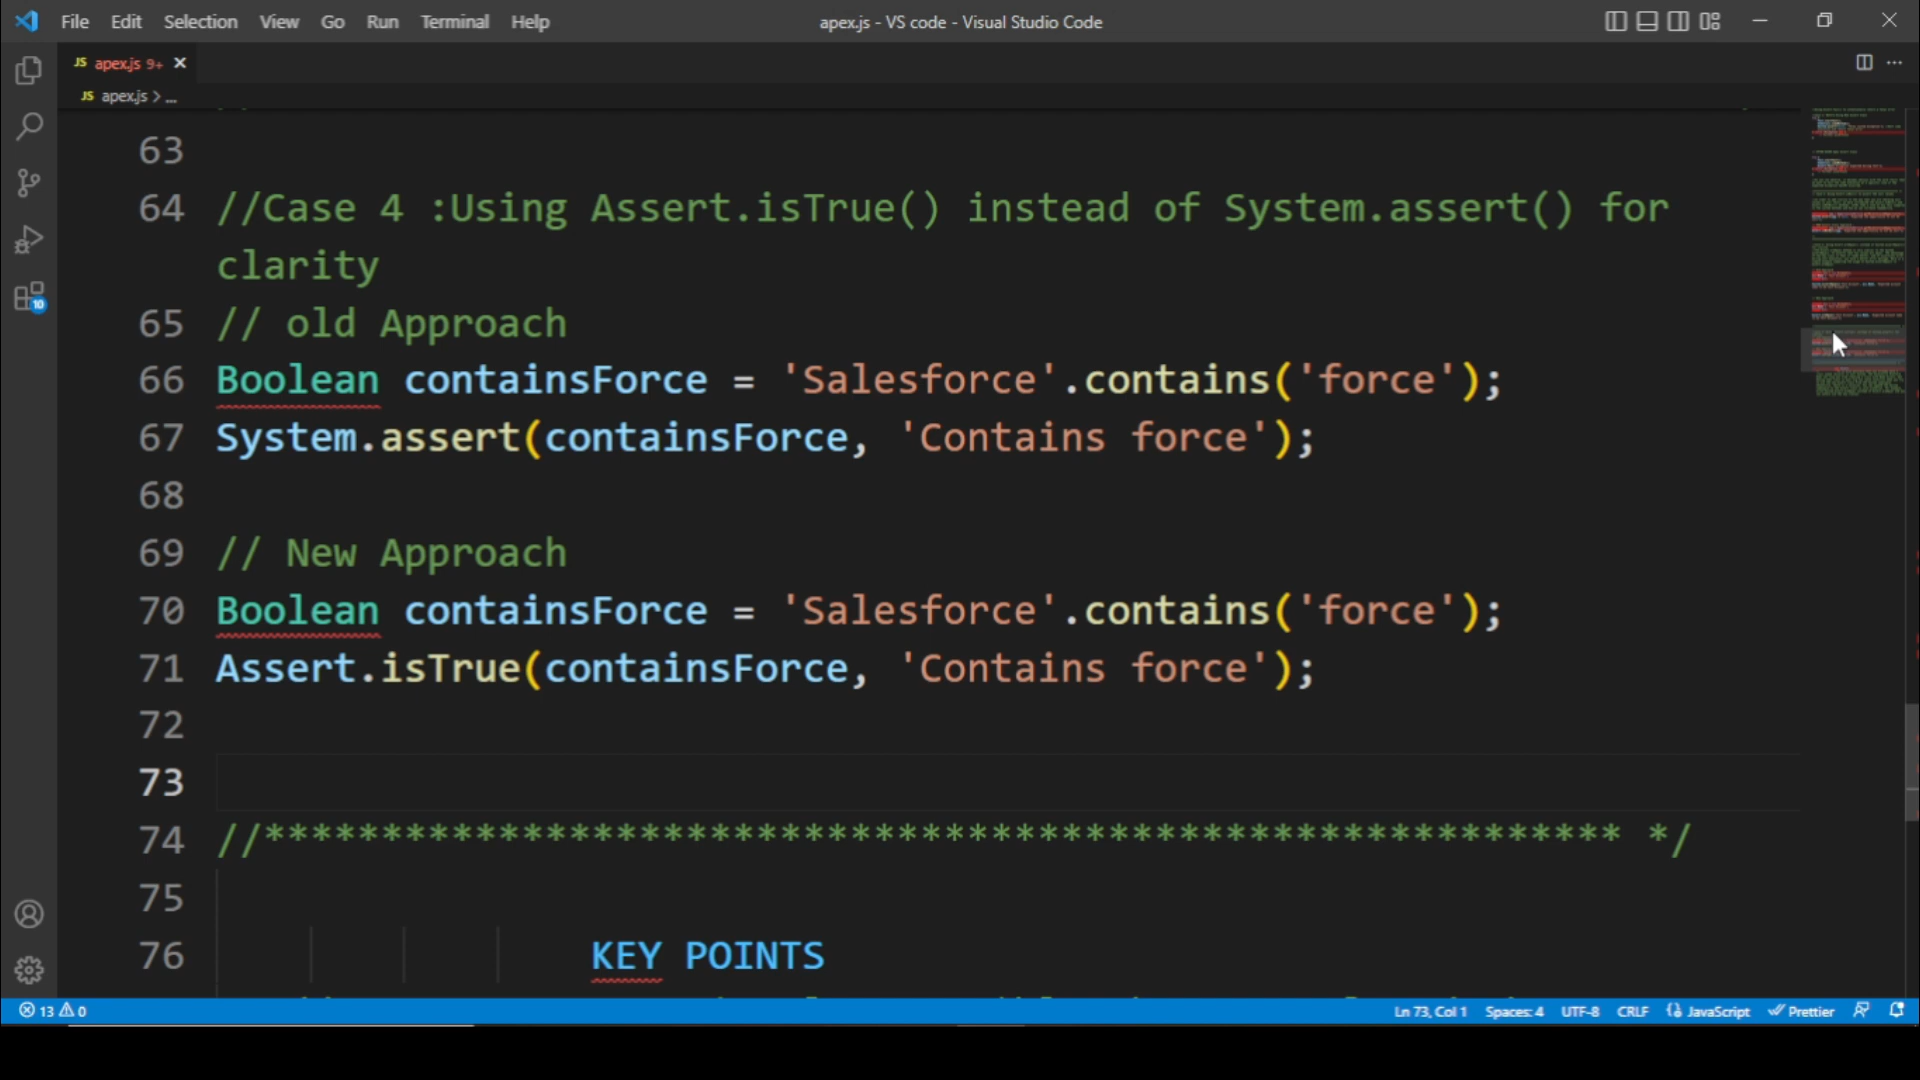 File Edit Selection View Go Run Terminal Help apex.js - VS code - Visual Studio Code
JS apex.js 9+
JS apex.js > ...
63
64 //Case 4 :Using Assert.isTrue() instead of System.assert() for
clarity
65 // old Approach
66 Boolean containsForce = 'Salesforce'.contains('force');
67 System.assert(containsForce, 'Contains force');
68
69 // New Approach
70 Boolean containsForce = 'Salesforce'.contains('force');
71 Assert.isTrue(containsForce, 'Contains force');
72
73
74 //********************************************************** */
75
76 KEY POINTS
10
13 0 Ln 73, Col 1 Spaces: 4 UTF-8 CRLF JavaScript Prettier